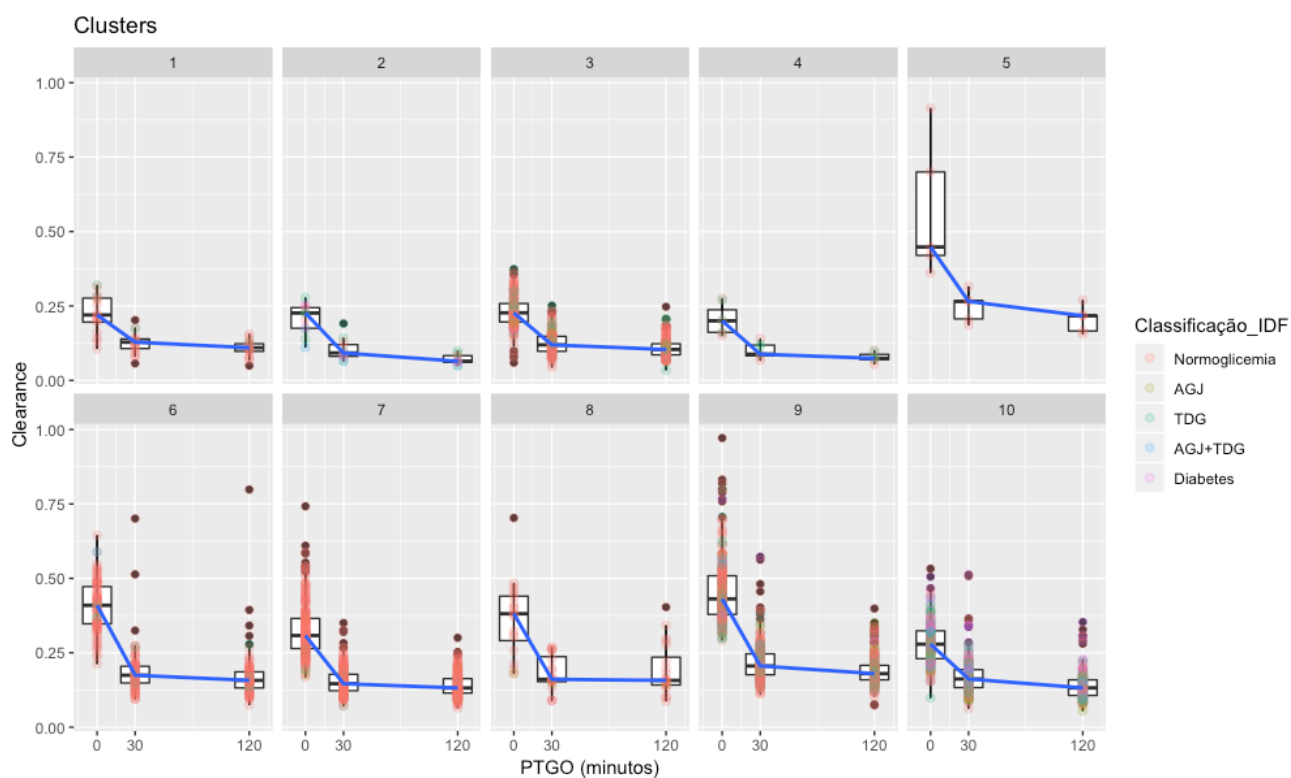 Clusters
1 2 3 4 5
1.00
0.75
0.50
0.25
0.00
6 7 8 9 10
1.00
0.75
0.50
0.25
0.00
0 30 120 0 30 120 0 30 120 0 30 120 0 30 120
PTGO (minutos)
Clearance
Classificação_IDF
Normoglicemia
AGJ
TDG
AGJ+TDG
Diabetes